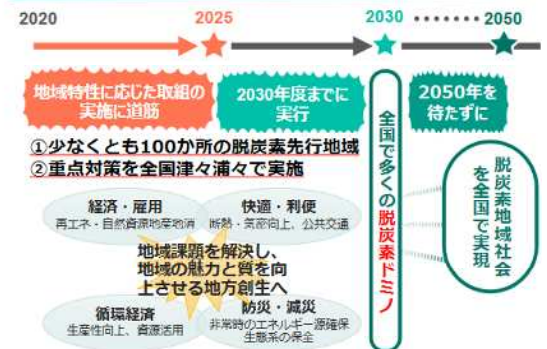 2020
2025
2030
2050
地域特性に応じた取組の
実施に道筋
2030年度までに
実行
2050年を
待たずに
①少なくとも100か所の脱炭素先行地域
②重点対策を全国津々浦々で実施
経済・雇用
再エネ・自然資源地産地消
快適・利便
断熱・気密向上、公共交通
地域課題を解決し、
地域の魅力と質を向
上させる地方創生へ
循環経済
生産性向上、資源活用
防災・減災
非常時のエネルギー源確保
生態系の保全
全国で多くの脱炭素ドミノ
脱炭素地域社会
を全国で実現